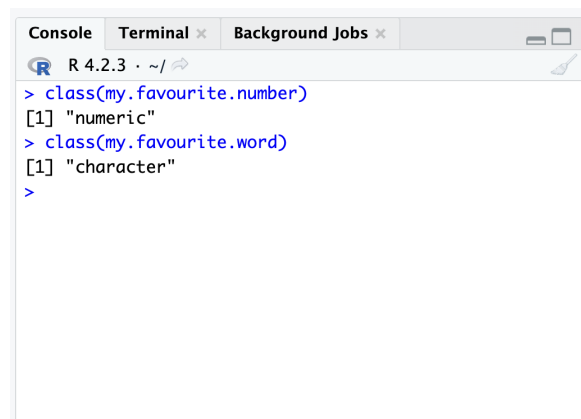 Console Terminal × Background Jobs ×
R R 4.2.3 · ~/
> class(my.favourite.number)
[1] "numeric"
> class(my.favourite.word)
[1] "character"
>